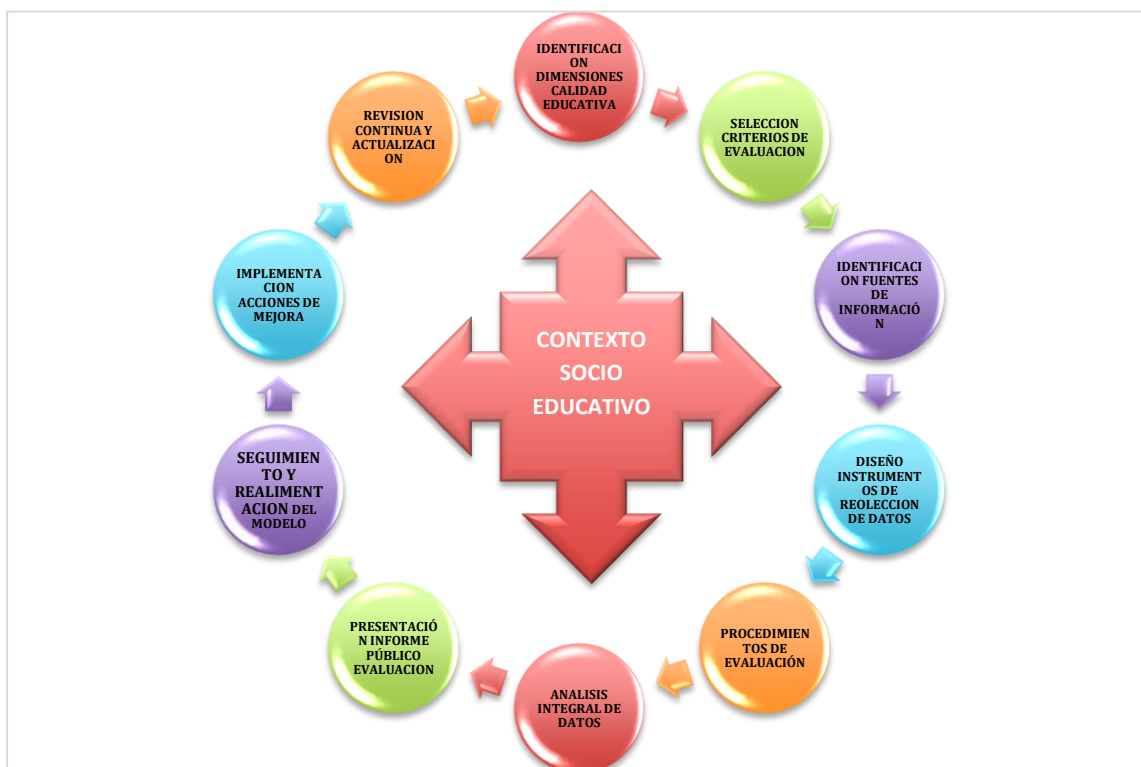 IDENTIFICACI
ON
DIMENSIONES
CALIDAD
EDUCATIVA
SELECCION
CRITERIOS DE
EVALUACION
IDENTIFICACI
ON FUENTES
DE
INFORMACIÓ
N
DISEÑO
INSTRUMENT
OS DE
REOLECCION
DE DATOS
PROCEDIMIEN
TOS DE
EVALUACIÓN
ANALISIS
INTEGRAL DE
DATOS
PRESENTACIÓ
N INFORME
PÚBLICO
EVALUACION
SEGUIMIEN
TO Y
REALIMENT
ACION DEL
MODELO
IMPLEMENTA
CION
ACCIONES DE
MEJORA
REVISION
CONTINUA Y
ACTUALIZACI
ON
CONTEXTO
SOCIO
EDUCATIVO